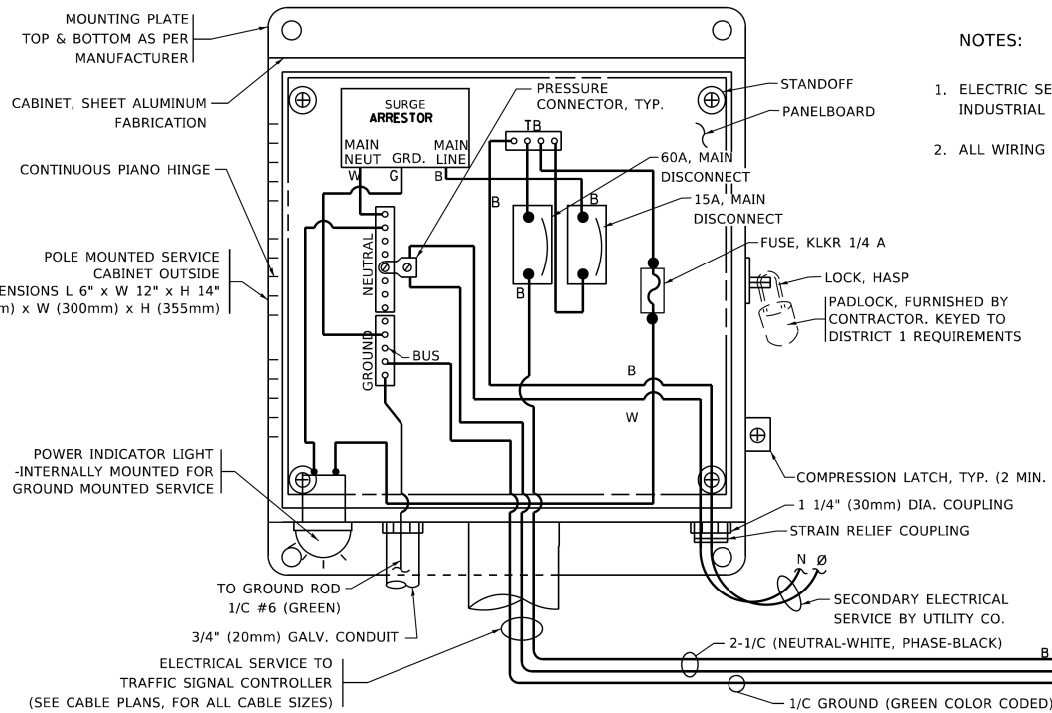 MOUNTING PLATE
TOP & BOTTOM AS PER
MANUFACTURER
CABINET, SHEET ALUMINUM
FABRICATION
CONTINUOUS PIANO HINGE
POLE MOUNTED SERVICE
CABINET OUTSIDE
ENSIONS L 6" x W 12" x H 14"
m) x W (300mm) x H (355mm)
POWER INDICATOR LIGHT
-INTERNALLY MOUNTED FOR
GROUND MOUNTED SERVICE
SURGE
ARRESTOR
MAIN
NEUT
GRD.
MAIN
LINE
W
G
B
PRESSURE
CONNECTOR, TYP.
TB
STANDOFF
PANELBOARD
60A, MAIN
DISCONNECT
15A, MAIN
DISCONNECT
B
B
B
FUSE, KLKR 1/4 A
NEUTRAL
GROUND
BUS
B
W
LOCK, HASP
PADLOCK, FURNISHED BY
CONTRACTOR. KEYED TO
DISTRICT 1 REQUIREMENTS
COMPRESSION LATCH, TYP. (2 MIN.
1 1/4" (30mm) DIA. COUPLING
STRAIN RELIEF COUPLING
N Ø
SECONDARY ELECTRICAL
SERVICE BY UTILITY CO.
TO GROUND ROD
1/C #6 (GREEN)
3/4" (20mm) GALV. CONDUIT
ELECTRICAL SERVICE TO
TRAFFIC SIGNAL CONTROLLER
(SEE CABLE PLANS, FOR ALL CABLE SIZES)
2-1/C (NEUTRAL-WHITE, PHASE-BLACK)
B
1/C GROUND (GREEN COLOR CODED)
NOTES:
1. ELECTRIC SE
INDUSTRIAL
2. ALL WIRING